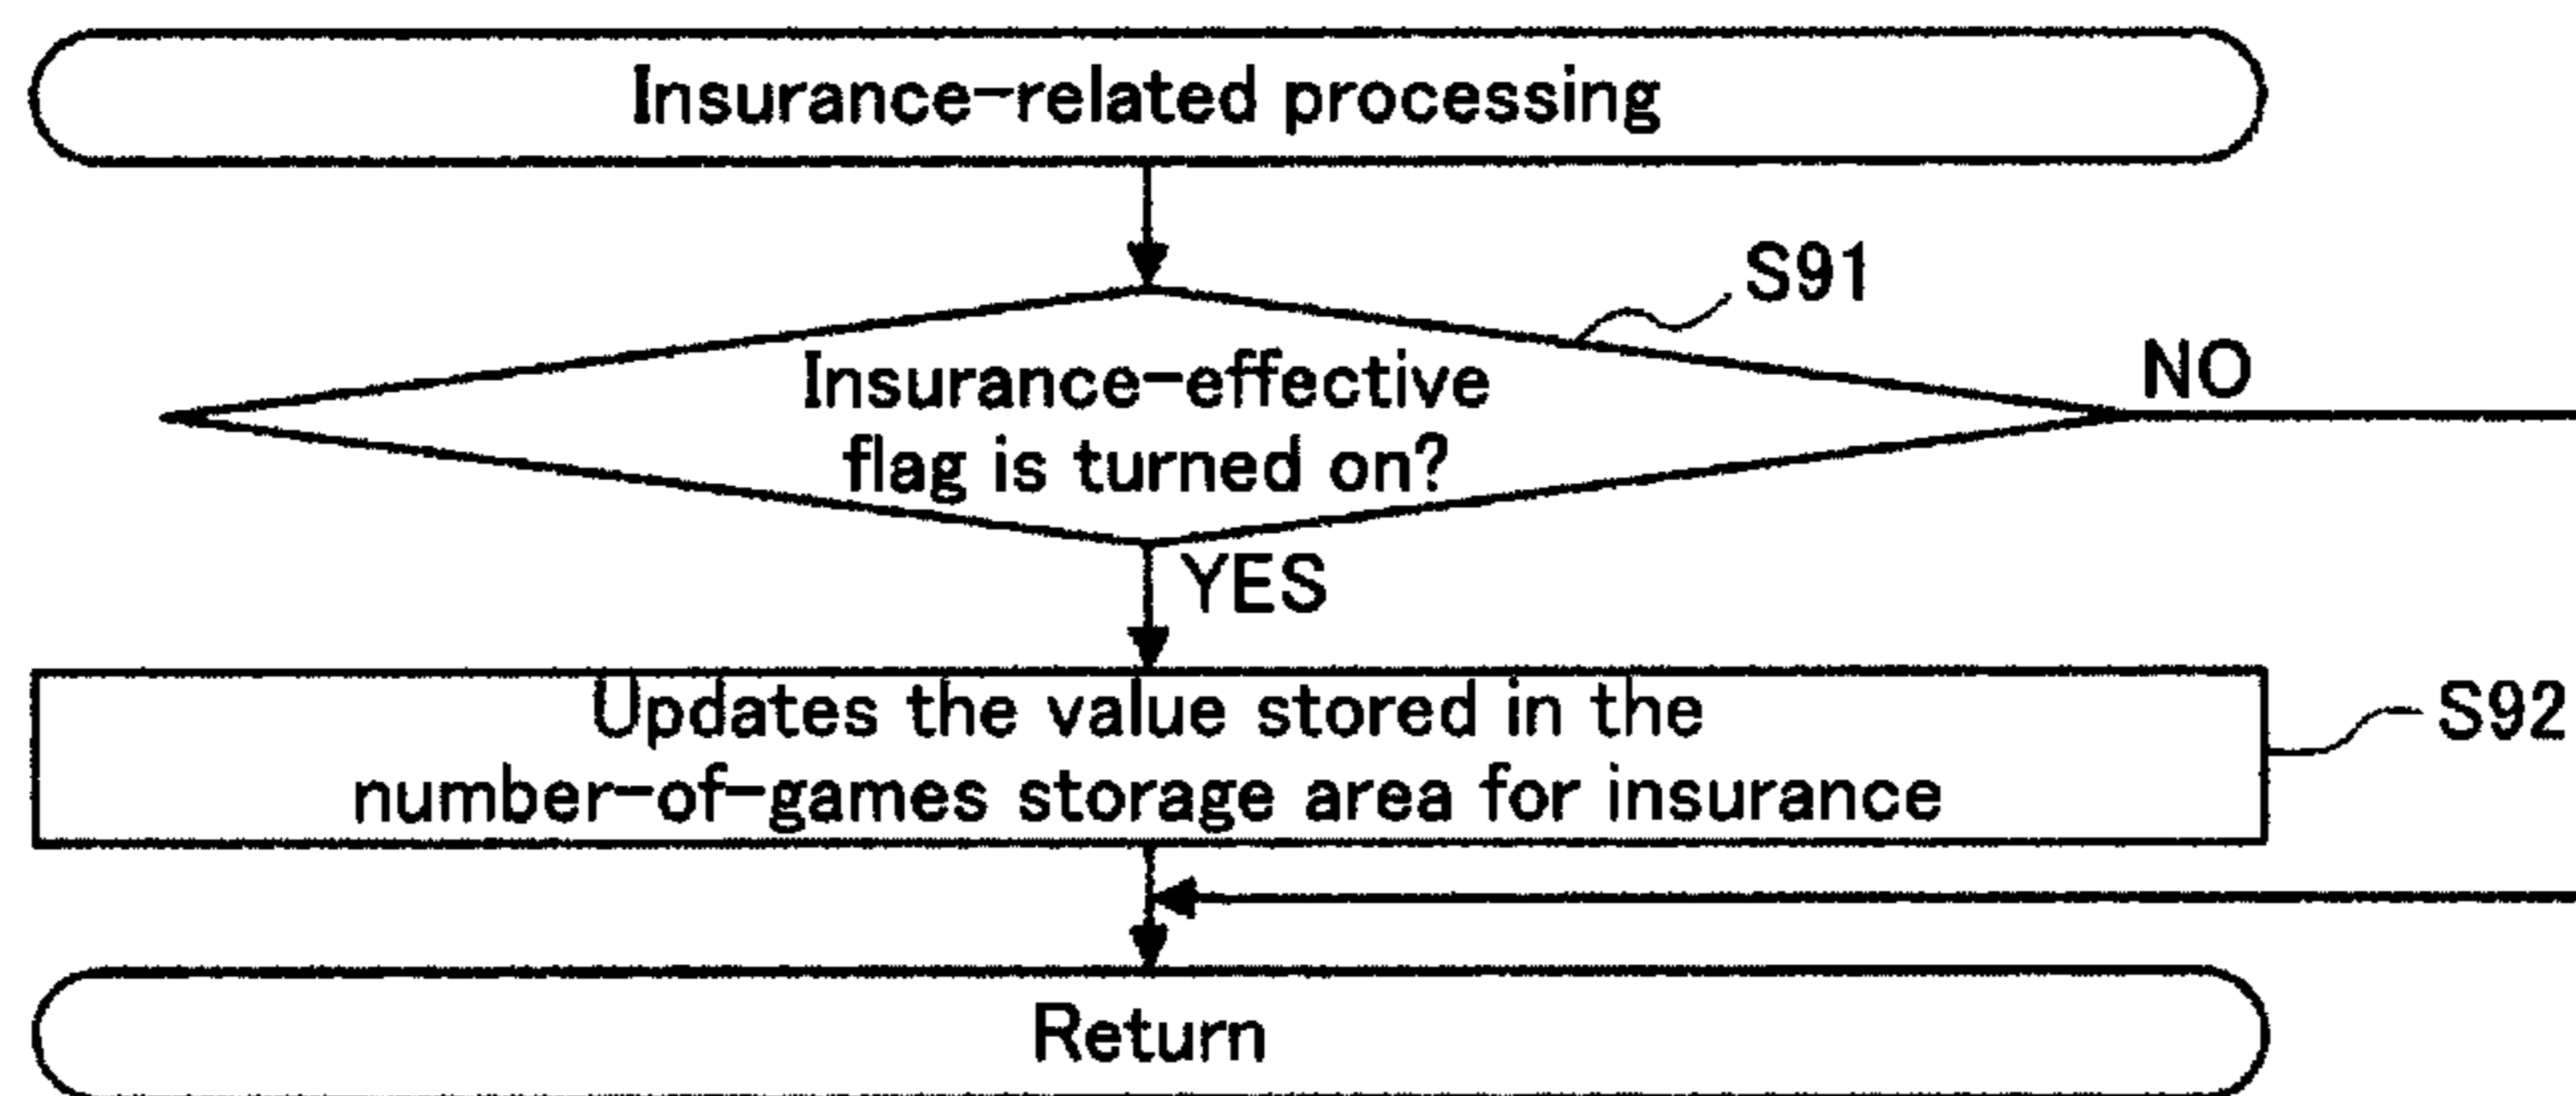 Insurance-related processing
S91
NO
Insurance-effective
flag is turned on?
YES
Updates the value stored in the
number-of-games storage area for insurance
S92
Return